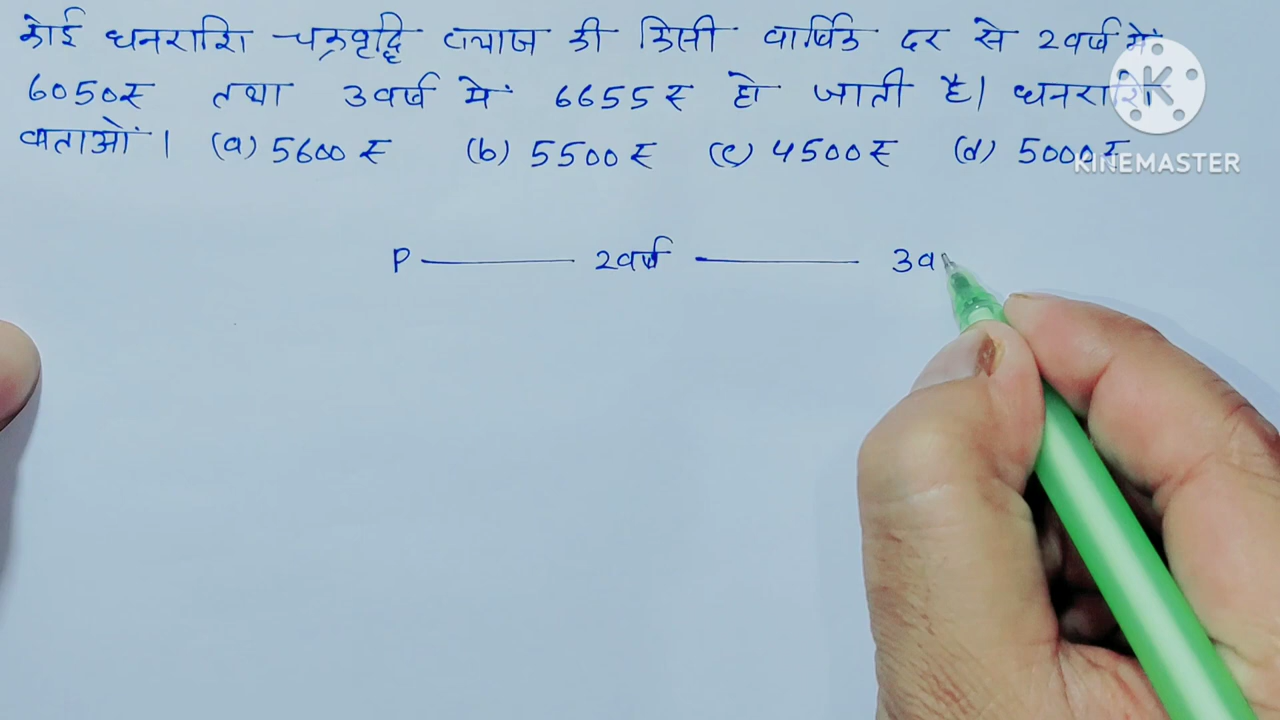 कोई धनराशि चक्रवृद्धि ब्याज की किसी वार्षिक दर से 2वर्ष में
6050₹ तथा 3वर्ष में 6655₹ हो जाती है। धनराशि
बताओं। (a) 5600₹ (b) 5500₹ (c) 4500₹ (d) 5000₹
K
KINEMASTER
P 2वर्ष 3व